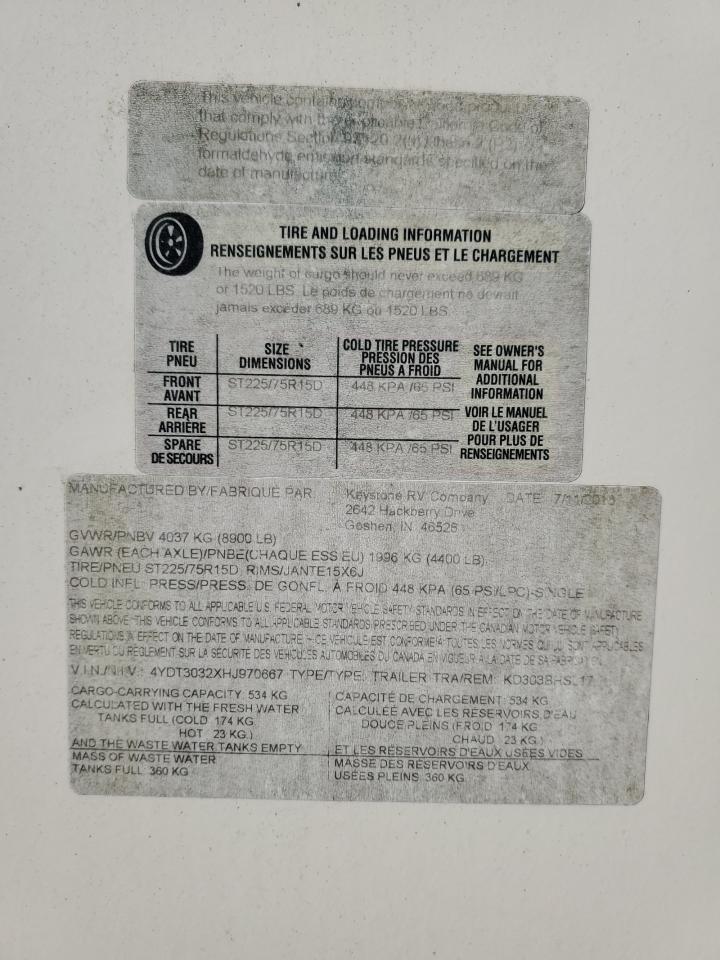 This vehicle
that comply with the applicable Code of
Regulations Section 93120.2
formaldehyde emission standards specified on the
date of manufacture.
TIRE AND LOADING INFORMATION
RENSEIGNEMENTS SUR LES PNEUS ET LE CHARGEMENT
The weight of cargo should never exceed 689 KG
or 1520 LBS. Le poids de chargement ne devrait
jamais excéder 689 KG ou 1520 LBS.
TIRE SIZE COLD TIRE PRESSURE SEE OWNER'S
PNEU DIMENSIONS PRESSION DES MANUAL FOR
PNEUS A FROID ADDITIONAL
FRONT ST225/75R15D 448 KPA /65 PSI INFORMATION
AVANT
REAR ST225/75R15D 448 KPA /65 PSI VOIR LE MANUEL
ARRIÈRE DE L'USAGER
SPARE ST225/75R15D 448 KPA /65 PSI POUR PLUS DE
DE SECOURS RENSEIGNEMENTS
MANUFACTURED BY/FABRIQUE PAR Keystone RV Company DATE
2642 Hackberry Drive
Goshen, IN 46526
GVWR/PNBV 4037 KG (8900 LB)
GAWR (EACH AXLE)/PNBE(CHAQUE ESSIEU) 1996 KG (4400 LB)
TIRE/PNEU ST225/75R15D, RIMS/JANTE15X6J
COLD INFL. PRESS/PRESS. DE GONFL. À FROID 448 KPA (65 PSI/LPC)-SINGLE
THIS VEHICLE CONFORMS TO ALL APPLICABLE U.S. FEDERAL MOTOR VEHICLE SAFETY STANDARDS IN EFFECT ON THE DATE OF MANUFACTURE
SHOWN ABOVE -THIS VEHICLE CONFORMS TO ALL APPLICABLE STANDARDS PRESCRIBED UNDER THE CANADIAN MOTOR VEHICLE SAFETY
REGULATIONS IN EFFECT ON THE DATE OF MANUFACTURE - CE VÉHICULE EST CONFORME À TOUTES LES NORMES QUI LUI SONT APPLICABLES
EN VERTU DU RÈGLEMENT SUR LA SÉCURITÉ DES VÉHICULES AUTOMOBILES DU CANADA EN VIGUEUR À LA DATE DE SA FABRICATION
V.I.N./N.I.V.: 4YDT3032XHJ970667 TYPE/TYPE: TRAILER TRA/REM:
CARGO-CARRYING CAPACITY: 534 KG CAPACITÉ DE CHARGEMENT: 534 KG
CALCULATED WITH THE FRESH WATER CALCULÉE AVEC LES RÉSERVOIRS D'EAU
TANKS FULL (COLD 174 KG DOUCE PLEINS (FROID 174 KG
HOT 23 KG.) CHAUD 23 KG.)
AND THE WASTE WATER TANKS EMPTY ET LES RÉSERVOIRS D'EAUX USÉES VIDES
MASS OF WASTE WATER MASSE DES RÉSERVOIRS D'EAUX
TANKS FULL 360 KG USÉES PLEINS 360 KG